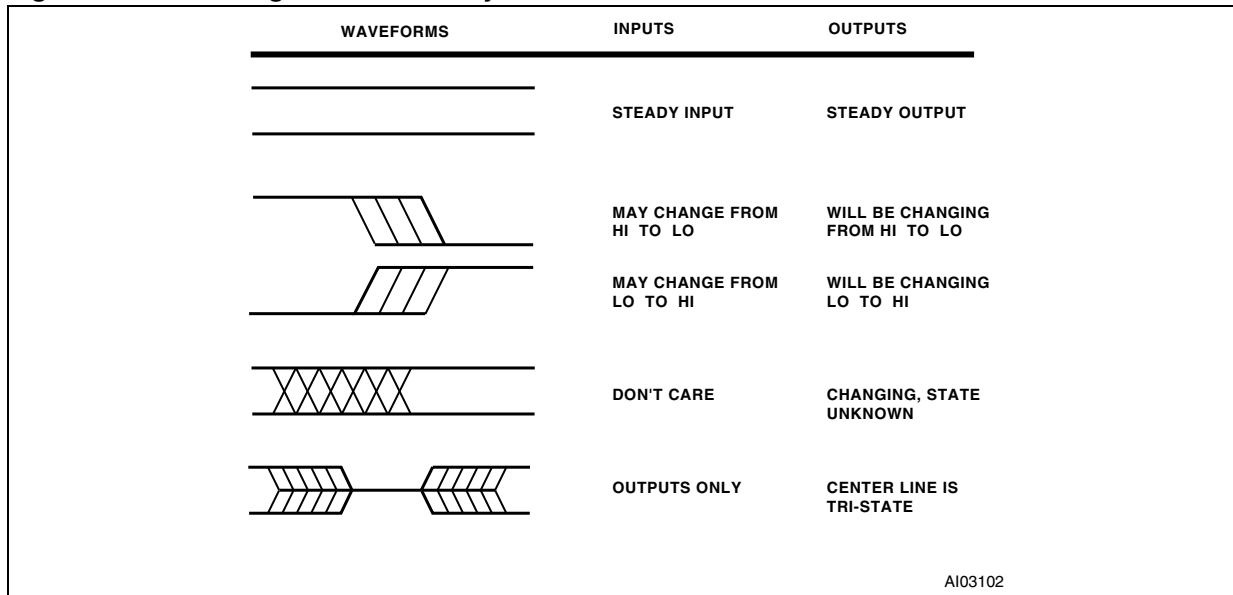 WAVEFORMS INPUTS OUTPUTS
STEADY INPUT STEADY OUTPUT
MAY CHANGE FROM WILL BE CHANGING
HI TO LO FROM HI TO LO
MAY CHANGE FROM WILL BE CHANGING
LO TO HI LO TO HI
DON'T CARE CHANGING, STATE
UNKNOWN
OUTPUTS ONLY CENTER LINE IS
TRI-STATE
AI03102